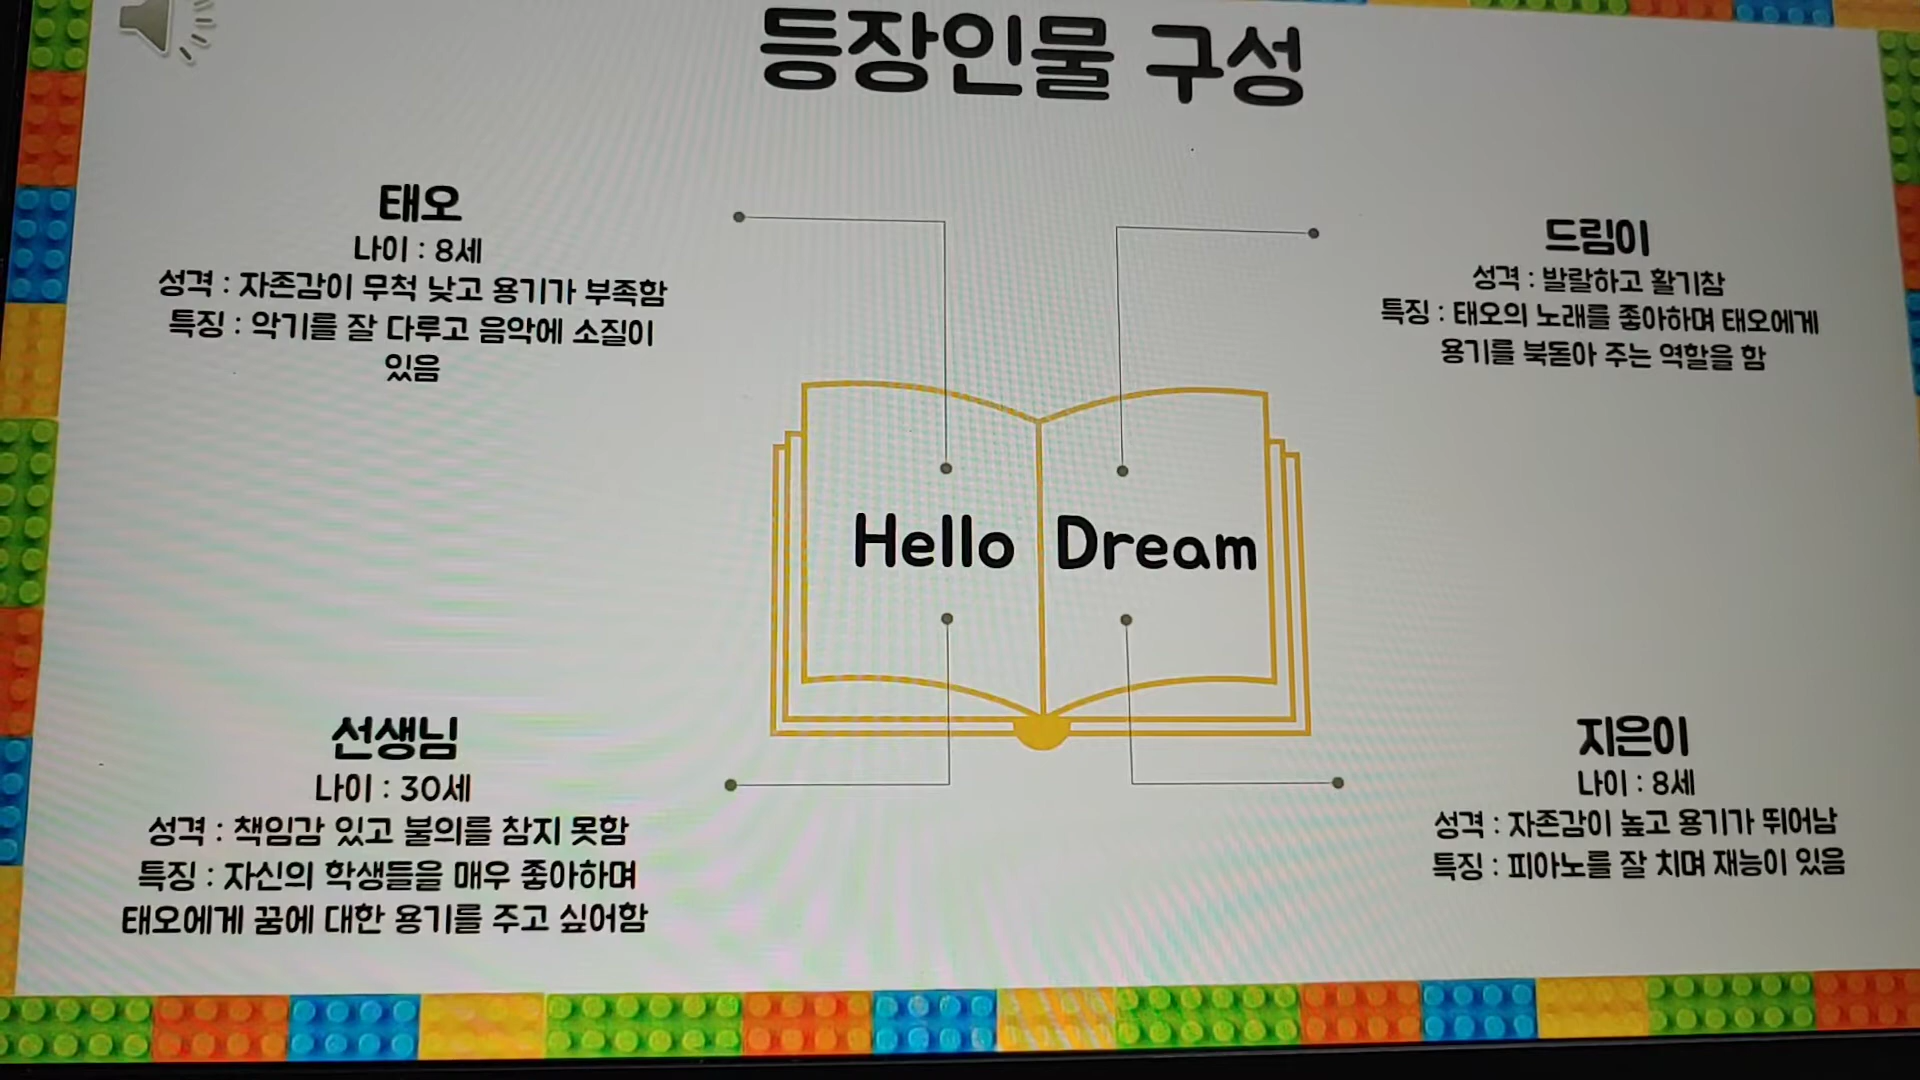 등장인물 구성
태오
나이 : 8세
성격 : 자존감이 무척 낮고 용기가 부족함
특징 : 악기를 잘 다루고 음악에 소질이
있음
드림이
성격 : 발랄하고 활기참
특징 : 태오의 노래를 좋아하며 태오에게
용기를 북돋아 주는 역할을 함
Hello Dream
선생님
나이 : 30세
성격 : 책임감 있고 불의를 참지 못함
특징 : 자신의 학생들을 매우 좋아하며
태오에게 꿈에 대한 용기를 주고 싶어함
지은이
나이 : 8세
성격 : 자존감이 높고 용기가 뛰어남
특징 : 피아노를 잘 치며 재능이 있음